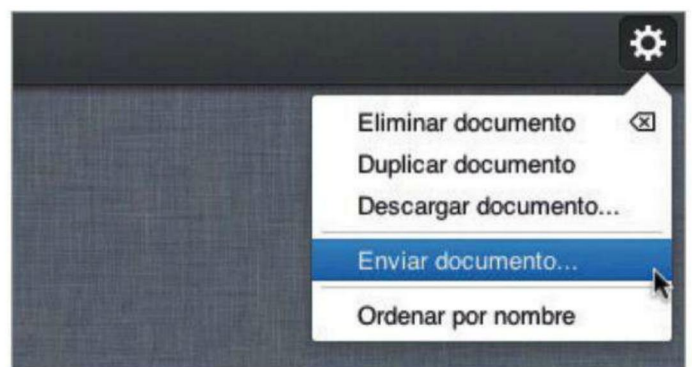 Eliminar documento
Duplicar documento
Descargar documento...
Enviar documento...
Ordenar por nombre